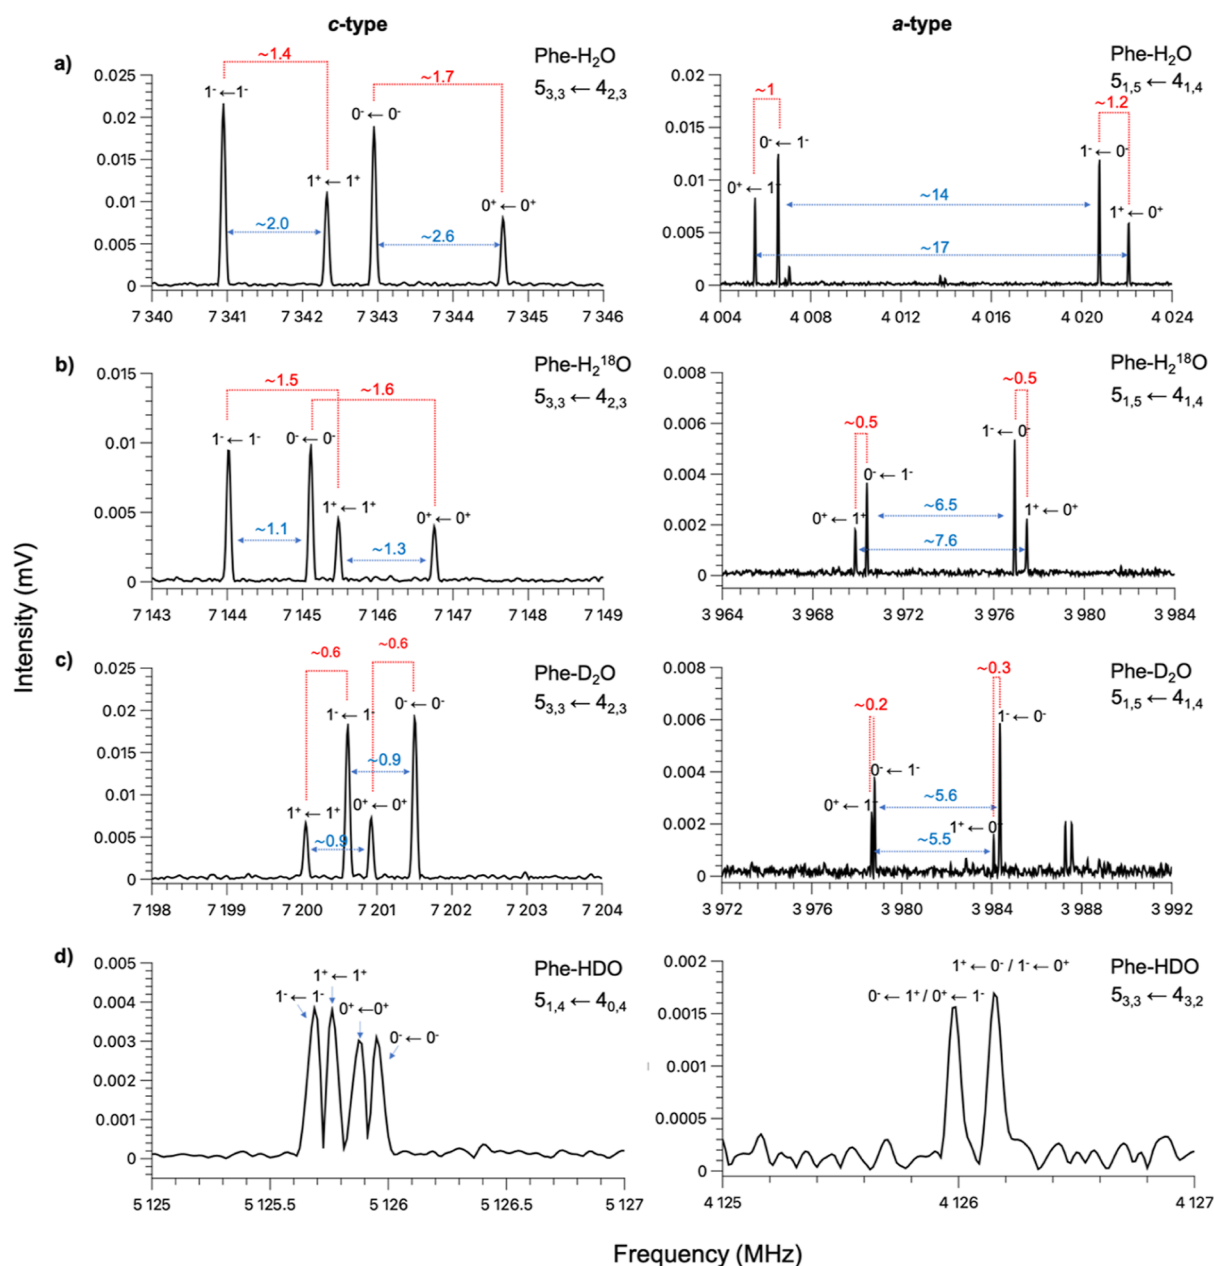 c-type
a-type
a)
Phe-H₂O
5₃,₃ ← 4₂,₃
~1.4
~1.7
1⁻← 1⁻
0⁻ ← 0⁻
1⁺ ← 1⁺
0⁺ ← 0⁺
~2.0
~2.6
0.025
0.02
0.015
0.01
0.005
0
7 340
7 341
7 342
7 343
7 344
7 345
7 346
Phe-H₂O
5₁,₅ ← 4₁,₄
~1
~1.2
0⁻ ← 1⁻
1⁻ ← 0⁻
0⁺ ← 1
1⁺ ← 0⁺
~14
~17
0.02
0.015
0.01
0.005
0
4 004
4 008
4 012
4 016
4 020
4 024
b)
Phe-H₂¹⁸O
5₃,₃ ← 4₂,₃
~1.5
~1.6
1⁻ ← 1⁻
0⁻ ← 0⁻
1⁺ ← 1⁺
0⁺ ← 0⁺
~1.1
~1.3
0.015
0.01
0.005
0
7 143
7 144
7 145
7 146
7 147
7 148
7 149
Phe-H₂¹⁸O
5₁,₅ ← 4₁,₄
~0.5
~0.5
1⁻ ← 0⁻
0⁻ ← 1⁻
0⁺ ← 1⁺
1⁺ ← 0⁺
~6.5
~7.6
0.008
0.006
0.004
0.002
0
3 964
3 968
3 972
3 976
3 980
3 984
Intensity (mV)
c)
Phe-D₂O
5₃,₃ ← 4₂,₃
~0.6
~0.6
0⁻ ← 0⁻
1⁻ ← 1⁻
~0.9
1⁺ ← 1⁺
0⁺ ← 0⁺
~0.9
0.025
0.02
0.015
0.01
0.005
0
7 198
7 199
7 200
7 201
7 202
7 203
7 204
Phe-D₂O
5₁,₅ ← 4₁,₄
~0.3
~0.2
1⁻ ← 0⁻
0⁻ ← 1⁻
0⁺ ← 1
1⁺ ← 0
~5.6
~5.5
0.008
0.006
0.004
0.002
0
3 972
3 976
3 980
3 984
3 988
3 992
d)
Phe-HDO
5₁,₄ ← 4₀,₄
1⁺ ← 1⁺
1⁻ ← 1⁻
0⁺ ←0⁺
0⁻ ← 0⁻
0.005
0.004
0.003
0.002
0.001
0
5 125
5 125.5
5 126
5 126.5
5 127
Phe-HDO
5₃,₃ ← 4₃,₂
1⁺ ← 0⁻ / 1⁻ ← 0⁺
0⁻ ← 1⁺ / 0⁺ ← 1⁻
0.002
0.0015
0.001
0.0005
0
4 125
4 126
4 127
Frequency (MHz)